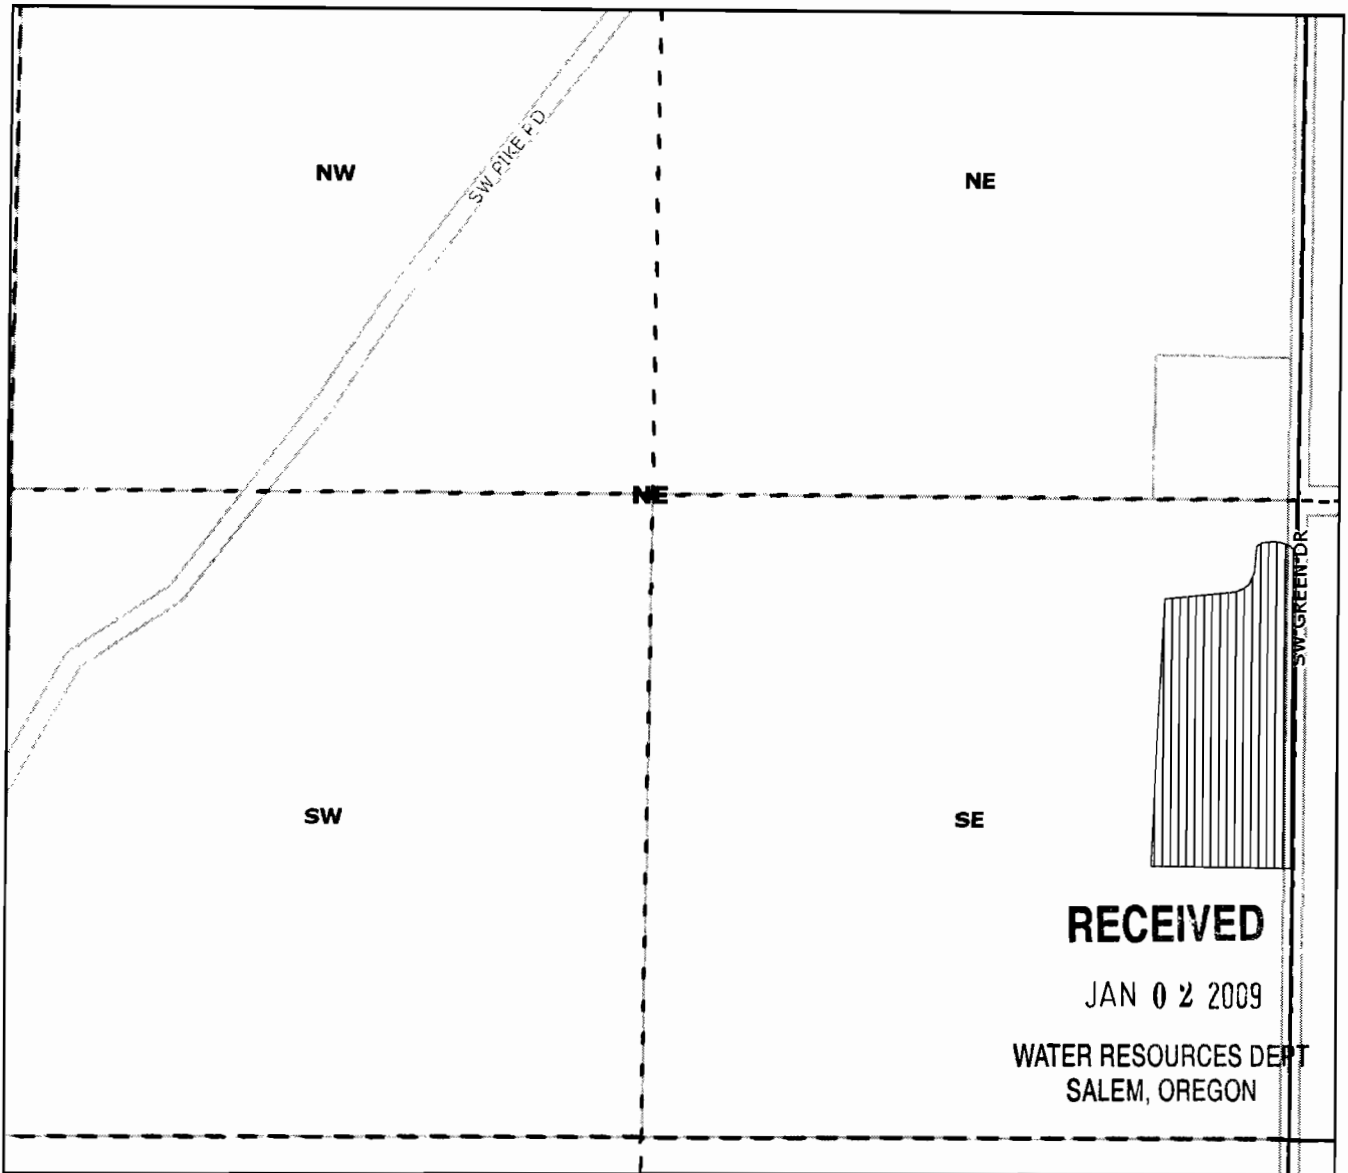 NW
SW PIKE RD
NE
NE
SW GREEN DR
SW
SE
RECEIVED
JAN 02 2009
WATER RESOURCES DEPT
SALEM, OREGON